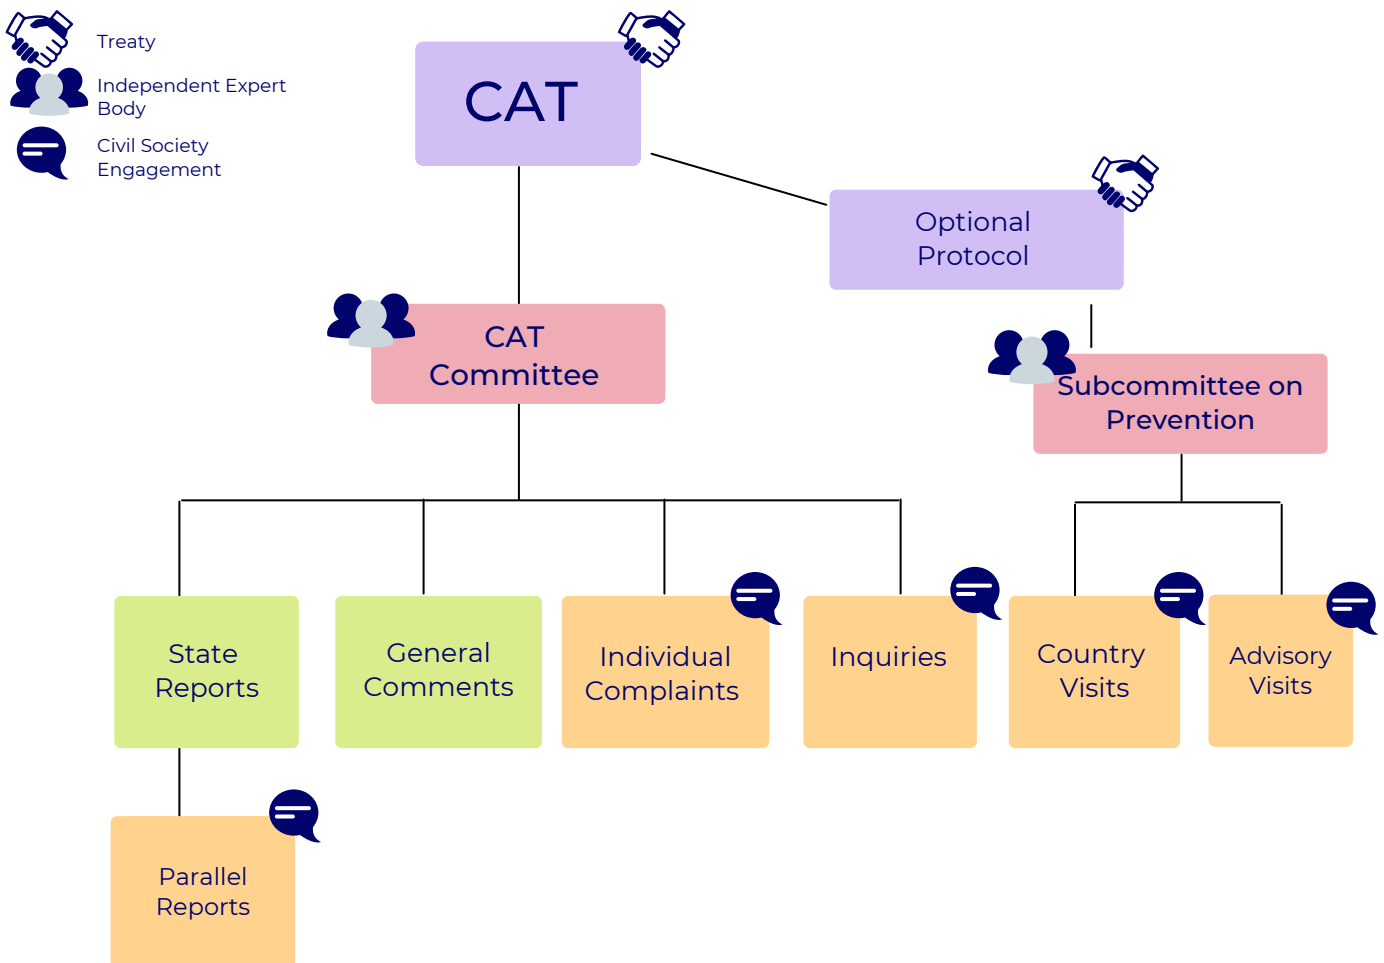 Treaty
Independent Expert
Body
Civil Society
Engagement
CAT
Optional
Protocol
CAT
Committee
Subcommittee on
Prevention
State
Reports
General
Comments
Individual
Complaints
Inquiries
Country
Visits
Advisory
Visits
Parallel
Reports